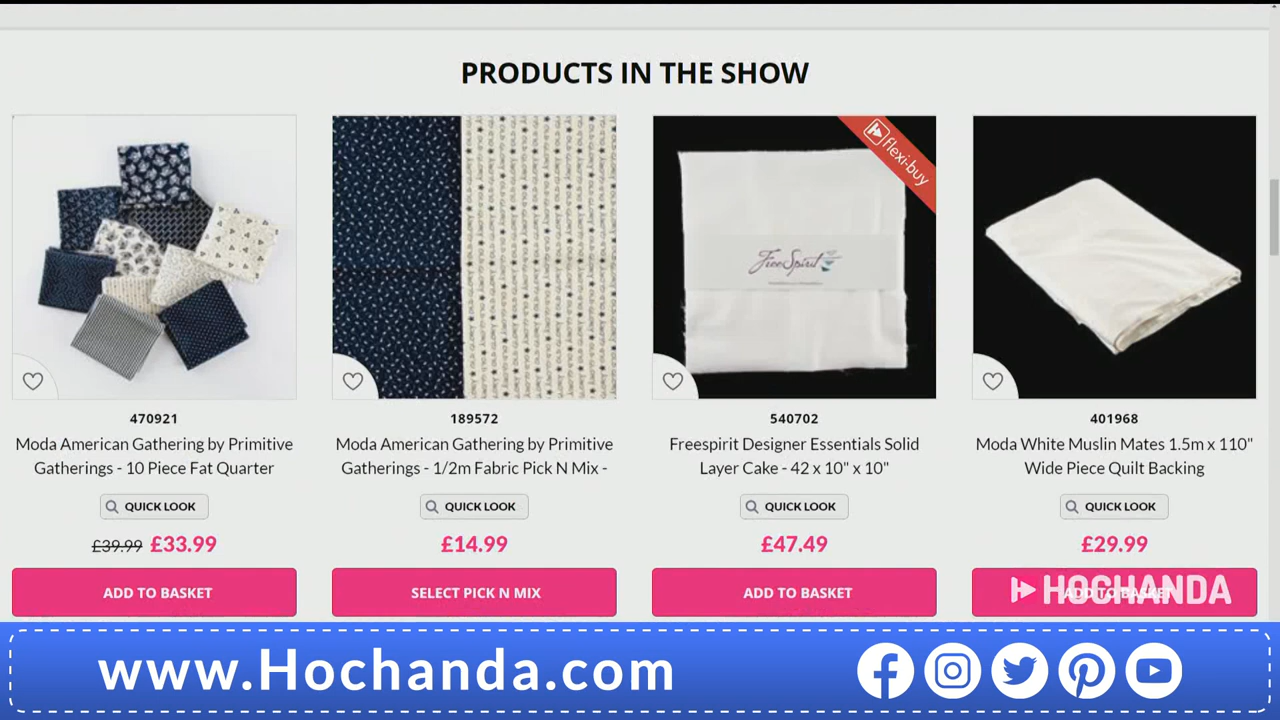 PRODUCTS IN THE SHOW
flexi-buy
FreeSpirit
470921
189572
540702
401968
Moda American Gathering by Primitive
Gatherings - 10 Piece Fat Quarter
Moda American Gathering by Primitive
Gatherings - 1/2m Fabric Pick N Mix -
Freespirit Designer Essentials Solid
Layer Cake - 42 x 10" x 10"
Moda White Muslin Mates 1.5m x 110"
Wide Piece Quilt Backing
QUICK LOOK
QUICK LOOK
QUICK LOOK
QUICK LOOK
£39.99 £33.99
£14.99
£47.49
£29.99
ADD TO BASKET
SELECT PICK N MIX
ADD TO BASKET
ADD TO BASKET
HOCHANDA
www.Hochanda.com